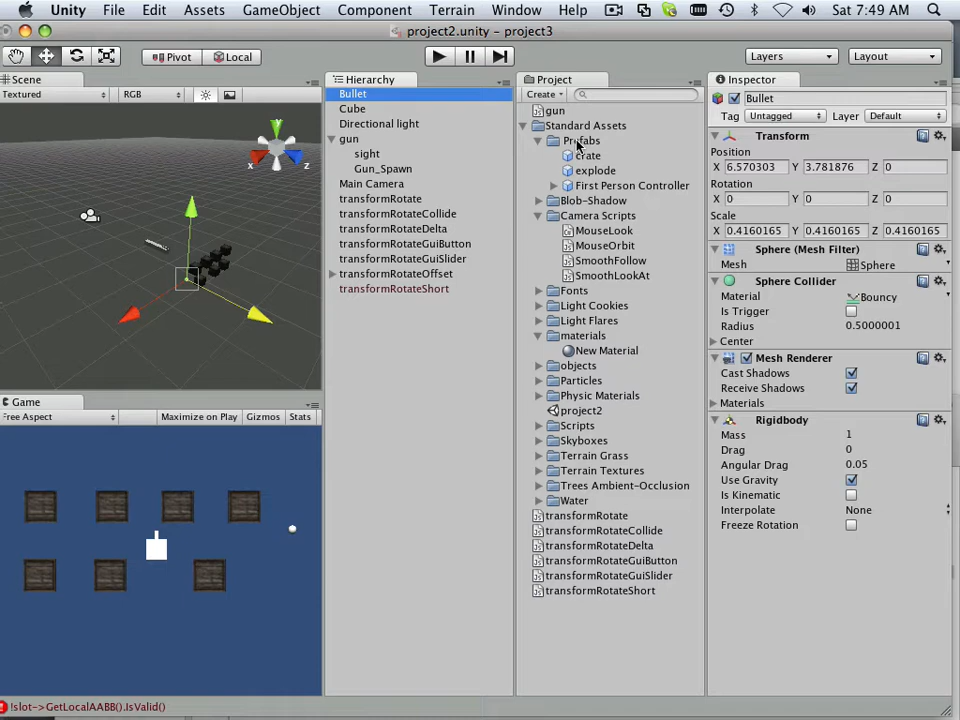 Unity File Edit Assets GameObject Component Terrain Window Help Sat 7:49 AM
project2.unity - project3
Pivot Local Layers Layout
Scene
Textured RGB
y
x
z
Game
Free Aspect Maximize on Play Gizmos Stats
Hierarchy
Bullet
Cube
Directional light
gun
sight
Gun_Spawn
Main Camera
transformRotate
transformRotateCollide
transformRotateDelta
transformRotateGuiButton
transformRotateGuiSlider
transformRotateOffset
transformRotateShort
Project
Create
gun
Standard Assets
Prefabs
crate
explode
First Person Controller
Blob-Shadow
Camera Scripts
MouseLook
MouseOrbit
SmoothFollow
SmoothLookAt
Fonts
Light Cookies
Light Flares
materials
New Material
objects
Particles
Physic Materials
project2
Scripts
Skyboxes
Terrain Grass
Terrain Textures
Trees Ambient-Occlusion
Water
transformRotate
transformRotateCollide
transformRotateDelta
transformRotateGuiButton
transformRotateGuiSlider
transformRotateShort
Inspector
Bullet
Tag Untagged Layer Default
Transform
Position
X 6.570303 Y 3.781876 Z 0
Rotation
X 0 Y 0 Z 0
Scale
X 0.4160165 Y 0.4160165 Z 0.4160165
Sphere (Mesh Filter)
Mesh Sphere
Sphere Collider
Material Bouncy
Is Trigger
Radius 0.5000001
Center
Mesh Renderer
Cast Shadows
Receive Shadows
Materials
Rigidbody
Mass 1
Drag 0
Angular Drag 0.05
Use Gravity
Is Kinematic
Interpolate None
Freeze Rotation
!slot->GetLocalAABB().IsValid()